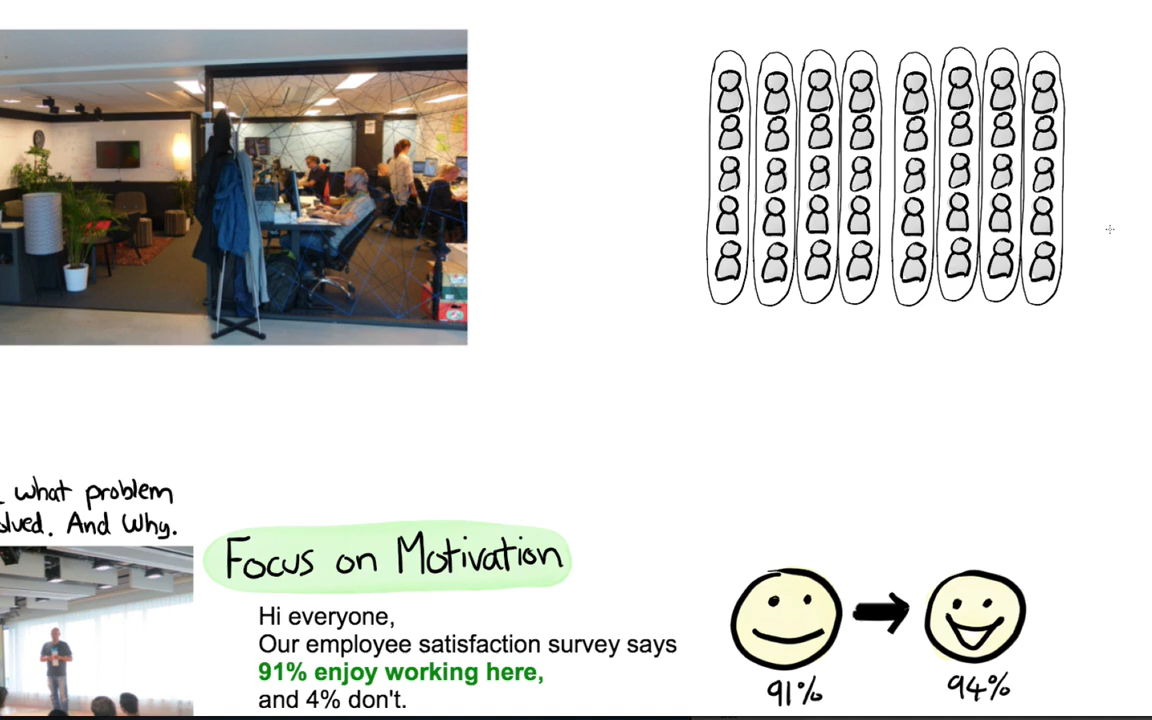 what problem
olved. And Why.
Focus on Motivation
Hi everyone,
Our employee satisfaction survey says
91% enjoy working here,
and 4% don't.
91%
94%